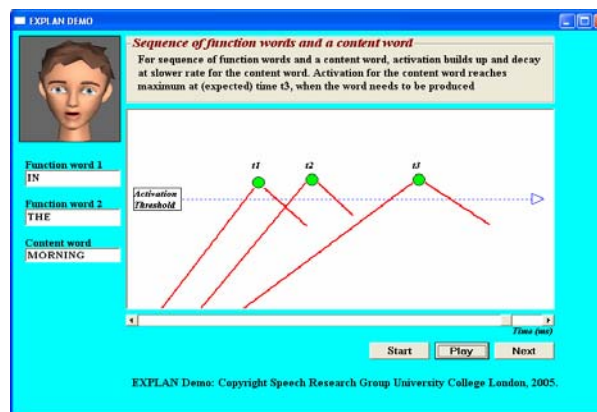 EXPLAN DEMO
Sequence of function words and a content word
For sequence of function words and a content word, activation builds up and decay
at slower rate for the content word. Activation for the content word reaches
maximum at (expected) time t3, when the word needs to be produced
Function word 1
IN
Function word 2
THE
Content word
MORNING
t1
t2
t3
Activation
Threshold
Time (ms)
Start
Play
Next
EXPLAN Demo: Copyright Speech Research Group University College London, 2005.